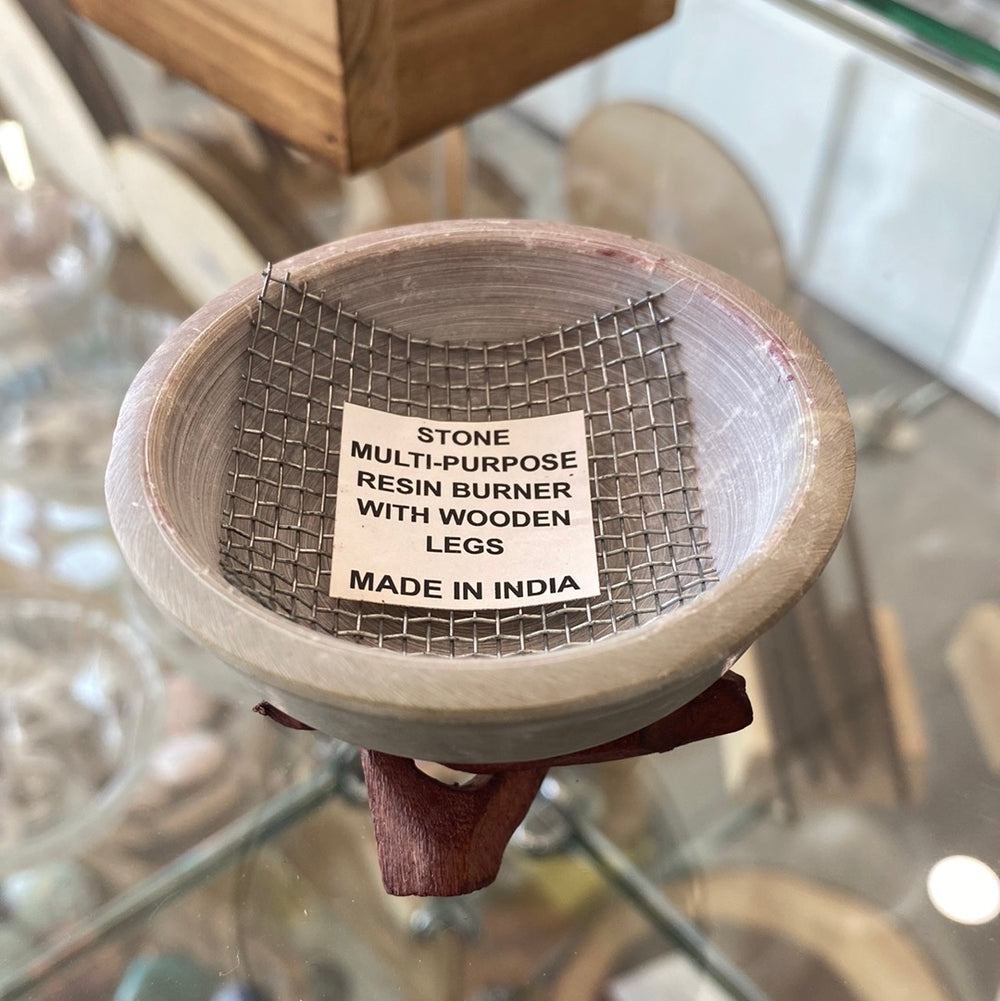 STONE
MULTI-PURPOSE
RESIN BURNER
WITH WOODEN
LEGS
MADE IN INDIA